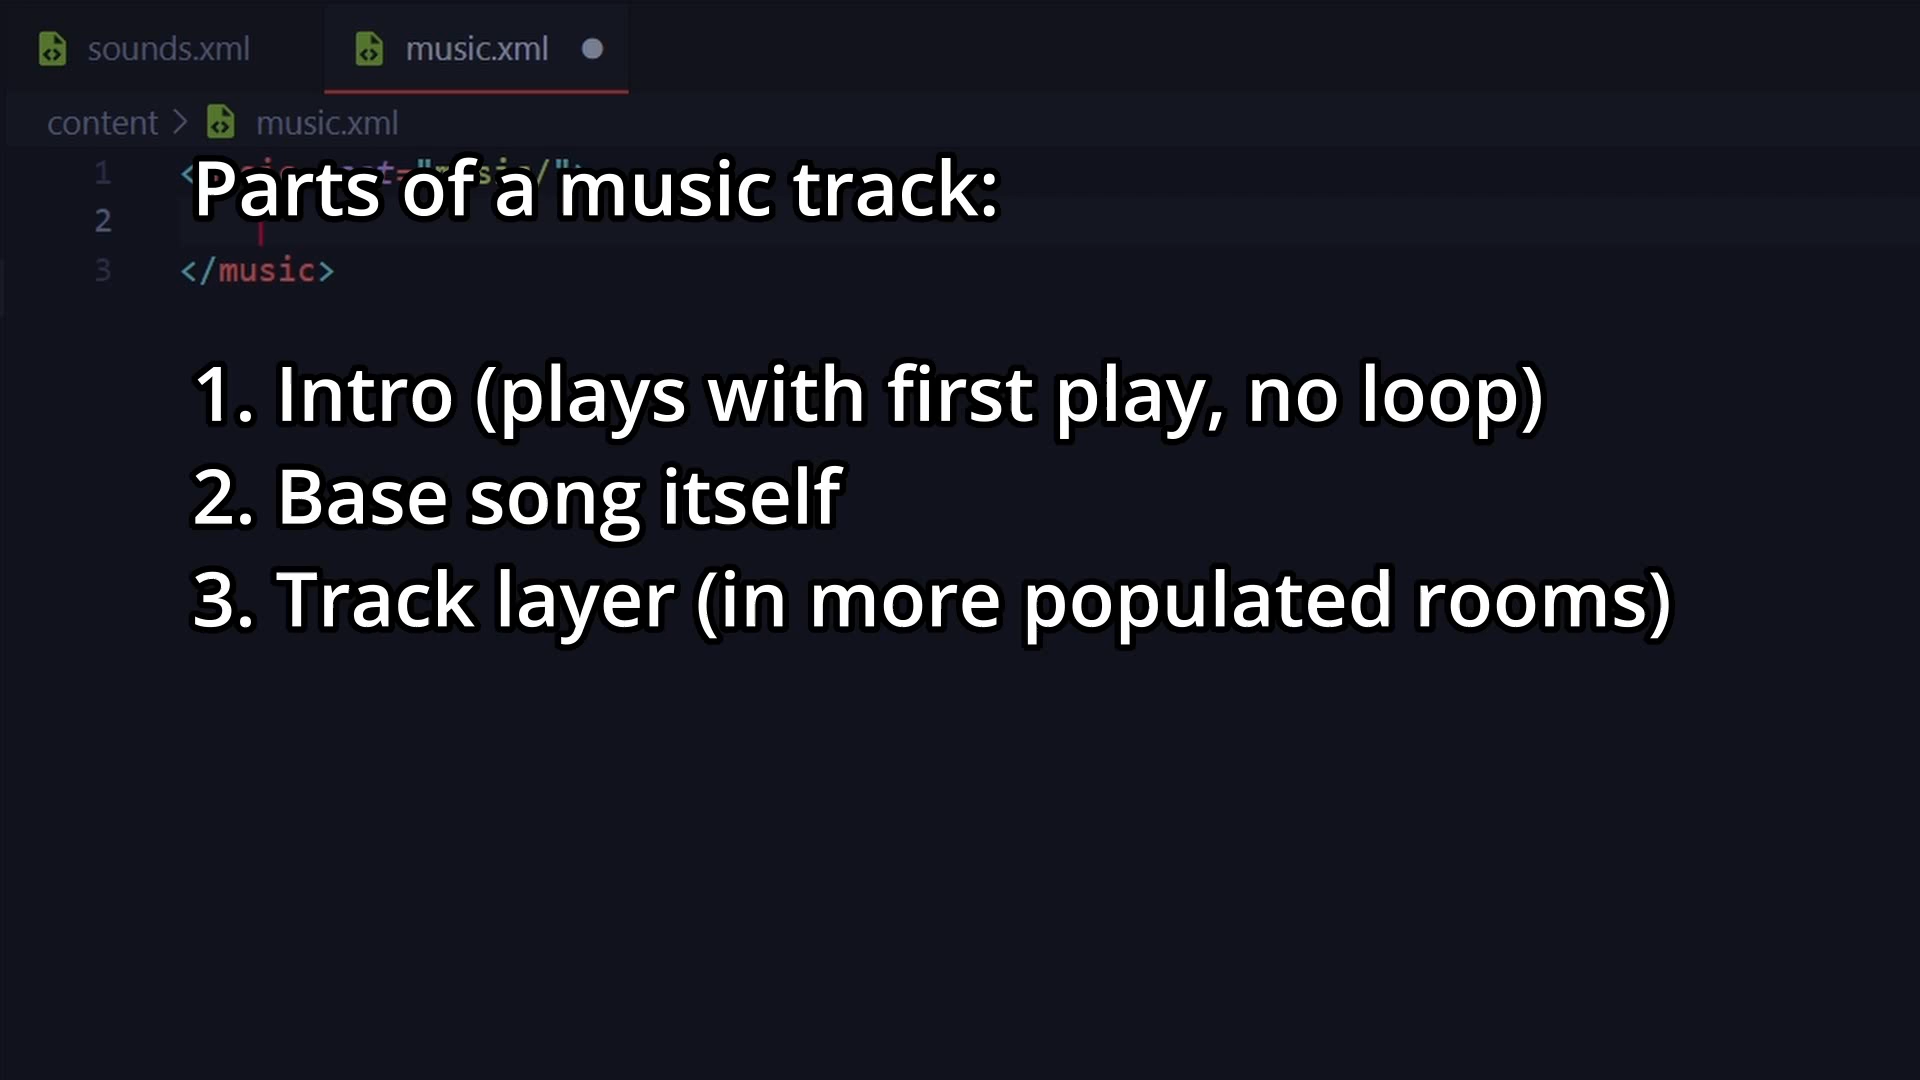 sounds.xml music.xml
content > music.xml
1
Parts of a music track:
2
3 </music>
1. Intro (plays with first play, no loop)
2. Base song itself
3. Track layer (in more populated rooms)